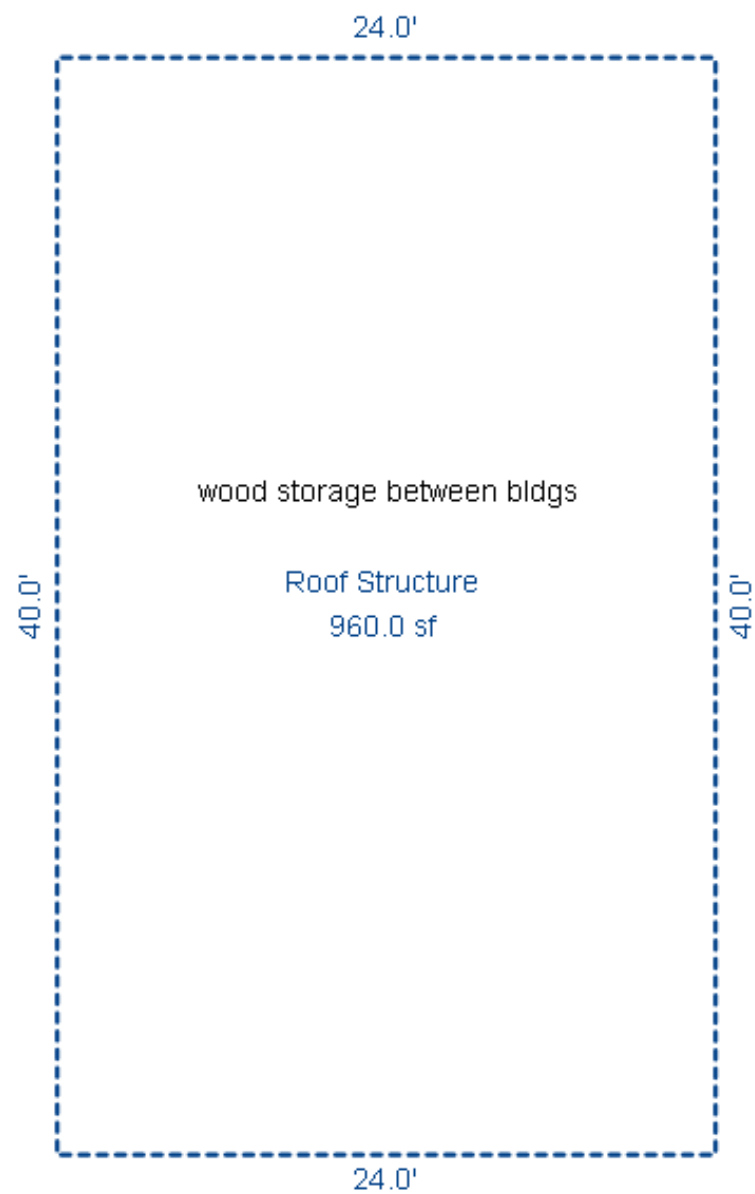 24.0'
wood storage between bldgs
Roof Structure
40.0'
40.0'
960.0 sf
24.0'